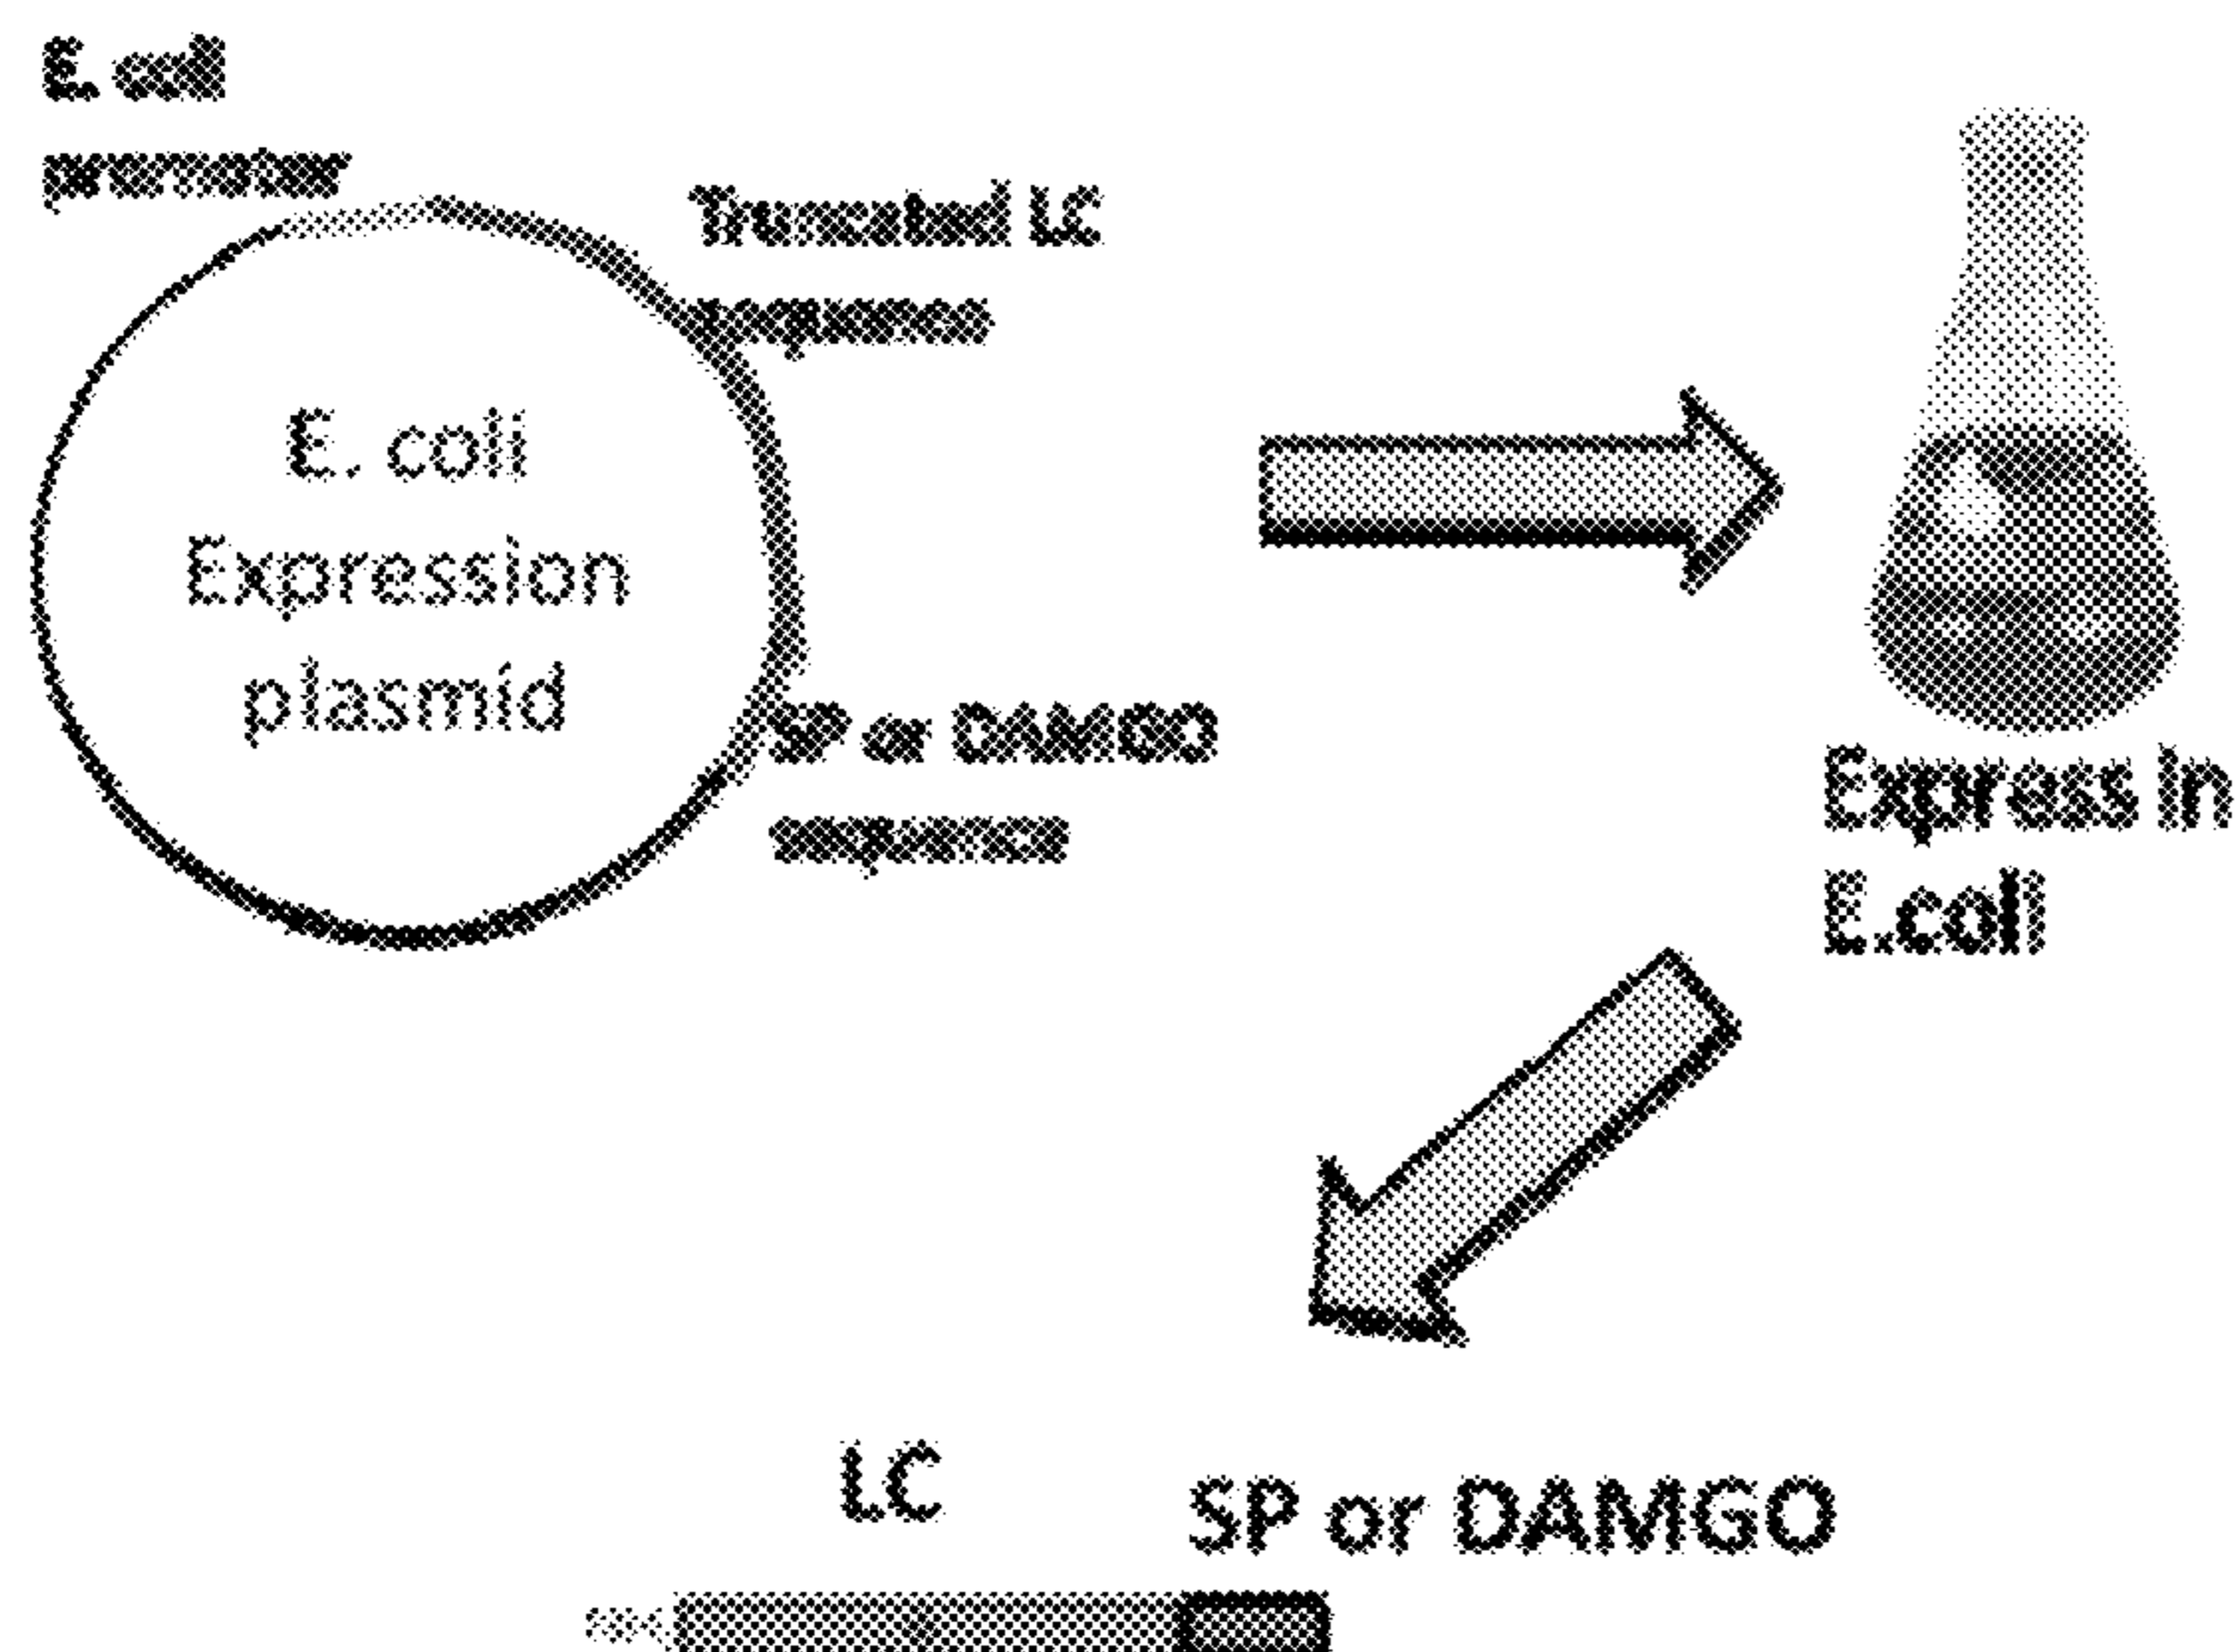 E. coli
promoter
Truncated LC
sequence
E. coli
Expression
plasmid
SP or DAMGO
sequence
Express in
E.coli
LC
SP or DAMGO